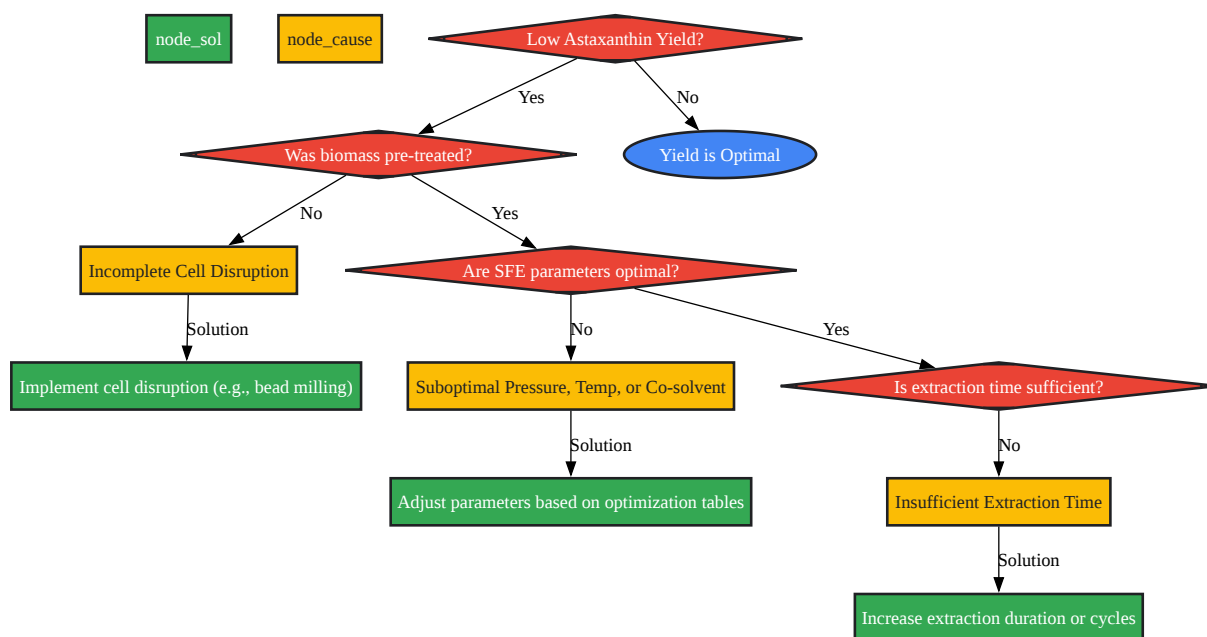 node_sol
node_cause
Low Astaxanthin Yield?
Yes
No
Was biomass pre-treated?
Yield is Optimal
No
Yes
Incomplete Cell Disruption
Are SFE parameters optimal?
Solution
No
Yes
Implement cell disruption (e.g., bead milling)
Suboptimal Pressure, Temp, or Co-solvent
Is extraction time sufficient?
Solution
No
Adjust parameters based on optimization tables
Insufficient Extraction Time
Solution
Increase extraction duration or cycles